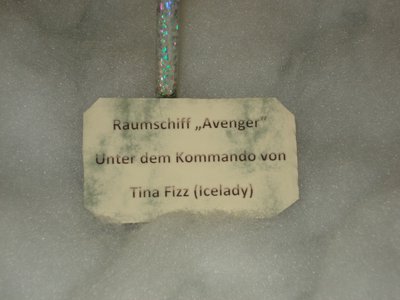 Raumschiff „Avenger“
Unter dem Kommando von
Tina Fizz (Icelady)